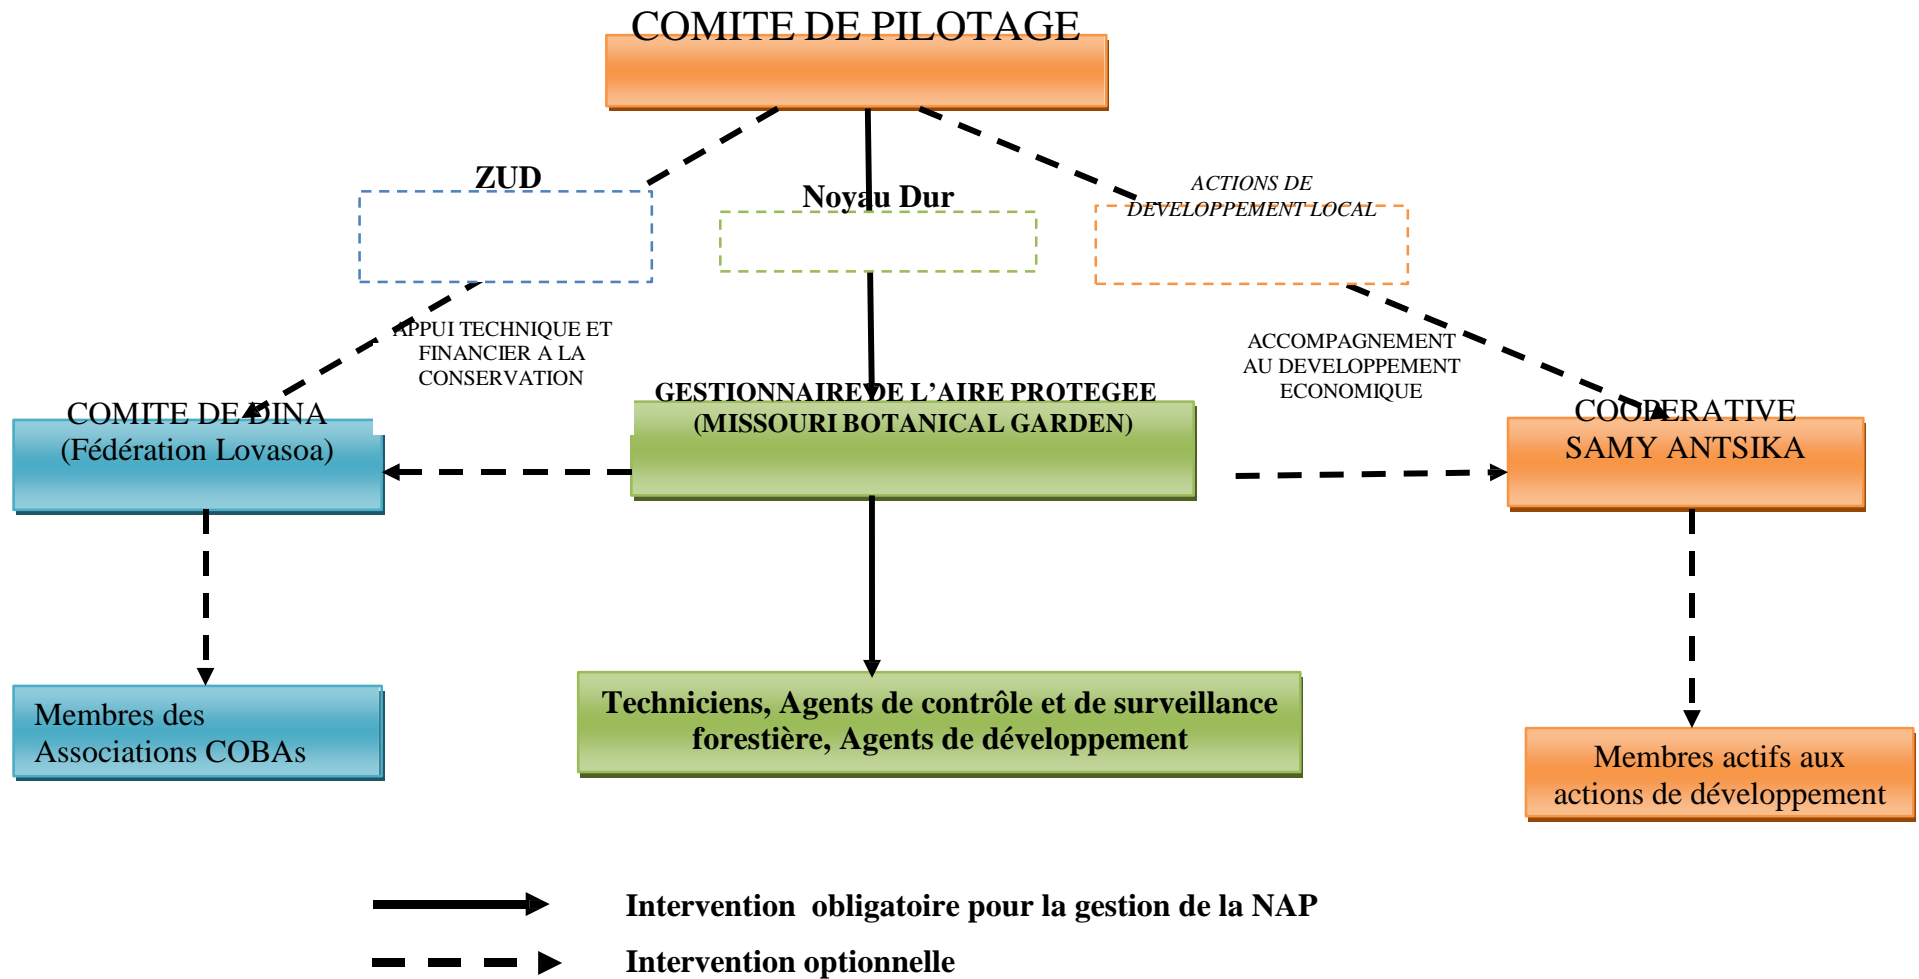 COMITE DE PILOTAGE
ZUD
Noyau Dur
ACTIONS DE
DEVELOPPEMENT LOCAL
APPUI TECHNIQUE ET
FINANCIER A LA
CONSERVATION
ACCOMPAGNEMENT
AU DEVELOPPEMENT
ECONOMIQUE
COMITE DE DINA
(Fédération Lovasoa)
GESTIONNAIRE DE L’AIRE PROTEGEE
(MISSOURI BOTANICAL GARDEN)
COOPERATIVE
SAMY ANTSIKA
Membres des
Associations COBAs
Techniciens, Agents de contrôle et de surveillance
forestière, Agents de développement
Membres actifs aux
actions de développement
Intervention obligatoire pour la gestion de la NAP
Intervention optionnelle